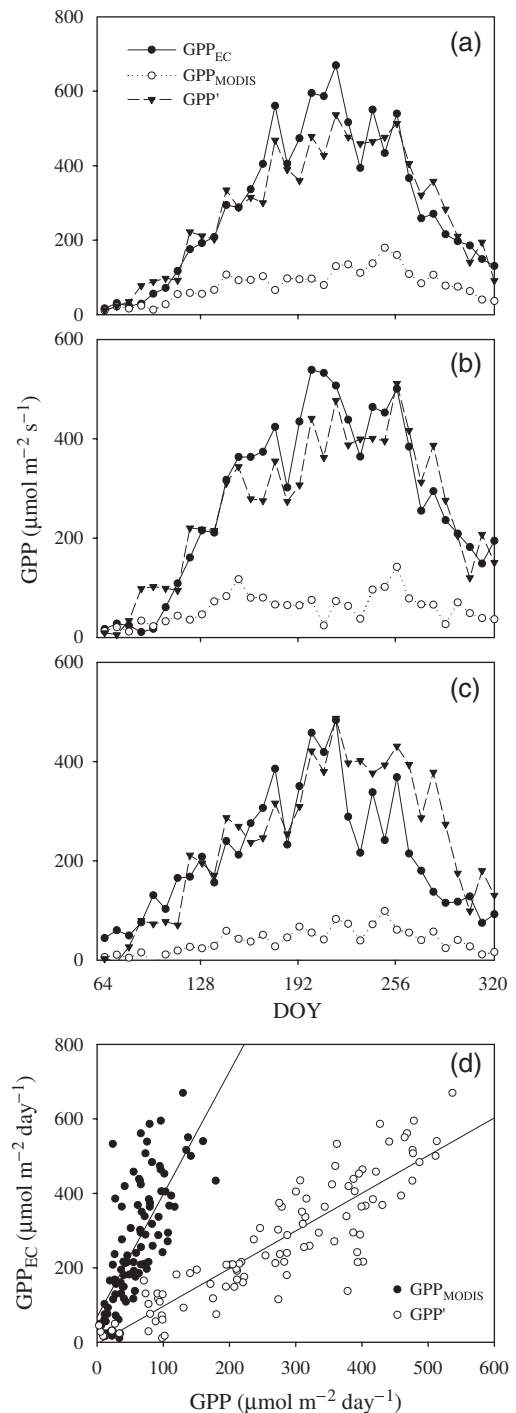 800
(a)
GPP_EC
GPP_MODIS
GPP'
600
400
200
0
600
(b)
400
200
0
GPP (μmol m⁻² s⁻¹)
600
(c)
400
200
0
64 128 192 256 320
DOY
800
(d)
600
400
200
0
GPP_EC (μmol m⁻² day⁻¹)
GPP_MODIS
GPP'
0 100 200 300 400 500 600
GPP (μmol m⁻² day⁻¹)